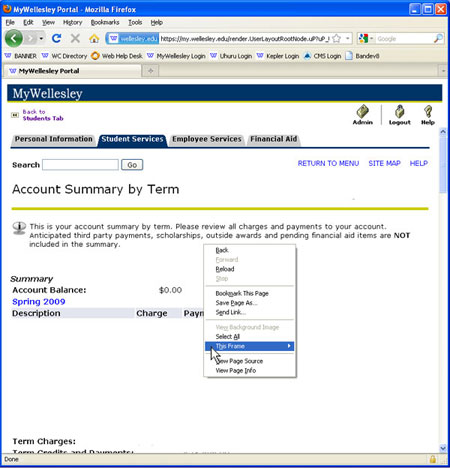 MyWellesley Portal - Mozilla Firefox
File Edit View History Bookmarks Tools Help
wellesley.edu https://my.wellesley.edu/render.UserLayoutRootNode.uP?uP_r Google
BANNER WC Directory Web Help Desk MyWellesley Login Uhuru Login Kepler Login CMS Login Bandev8
MyWellesley Portal
MyWellesley
Back to
Students Tab
Admin Logout Help
Personal Information Student Services Employee Services Financial Aid
Search Go RETURN TO MENU SITE MAP HELP
Account Summary by Term
This is your account summary by term. Please review all charges and payments to your account.
Anticipated third party payments, scholarships, outside awards and pending financial aid items are NOT
included in the summary.
Summary
Account Balance: $0.00
Spring 2009
Description Charge Paym
Back
Forward
Reload
Stop
Bookmark This Page
Save Page As...
Send Link...
View Background Image
Select All
This Frame
View Page Source
View Page Info
Term Charges:
Term Credits and Payments:
Done